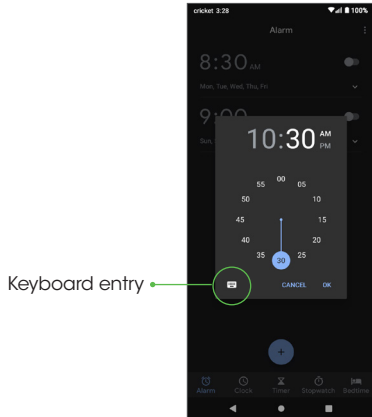 cricket 3:28 100%
Alarm
8:30 AM
Mon, Tue, Wed, Thu, Fri
9:00
Sun,
10:30 AM
PM
00
55 05
50 10
45 15
40 20
35 25
30
Keyboard entry
CANCEL OK
+
Alarm Clock Timer Stopwatch Bedtime